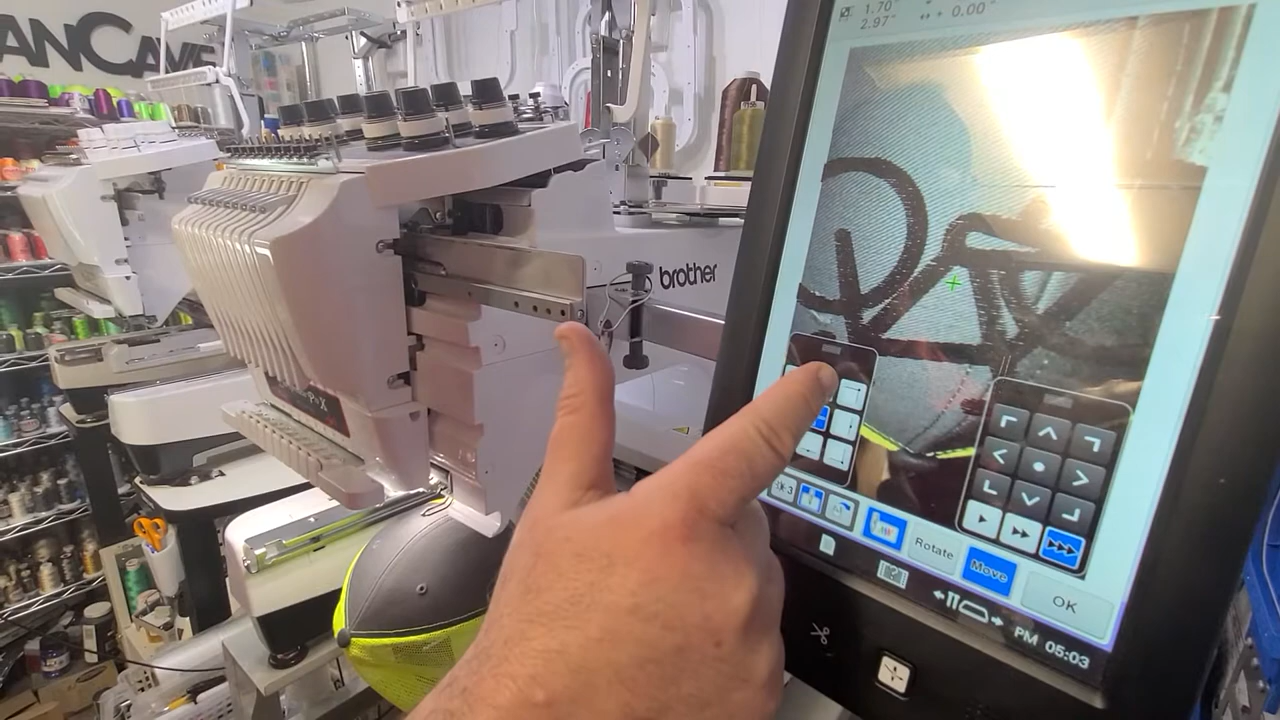 ANCAVE
1.70"
2.97" ↔ + 0.00"
brother
Rotate
Move
OK
PM 05:03